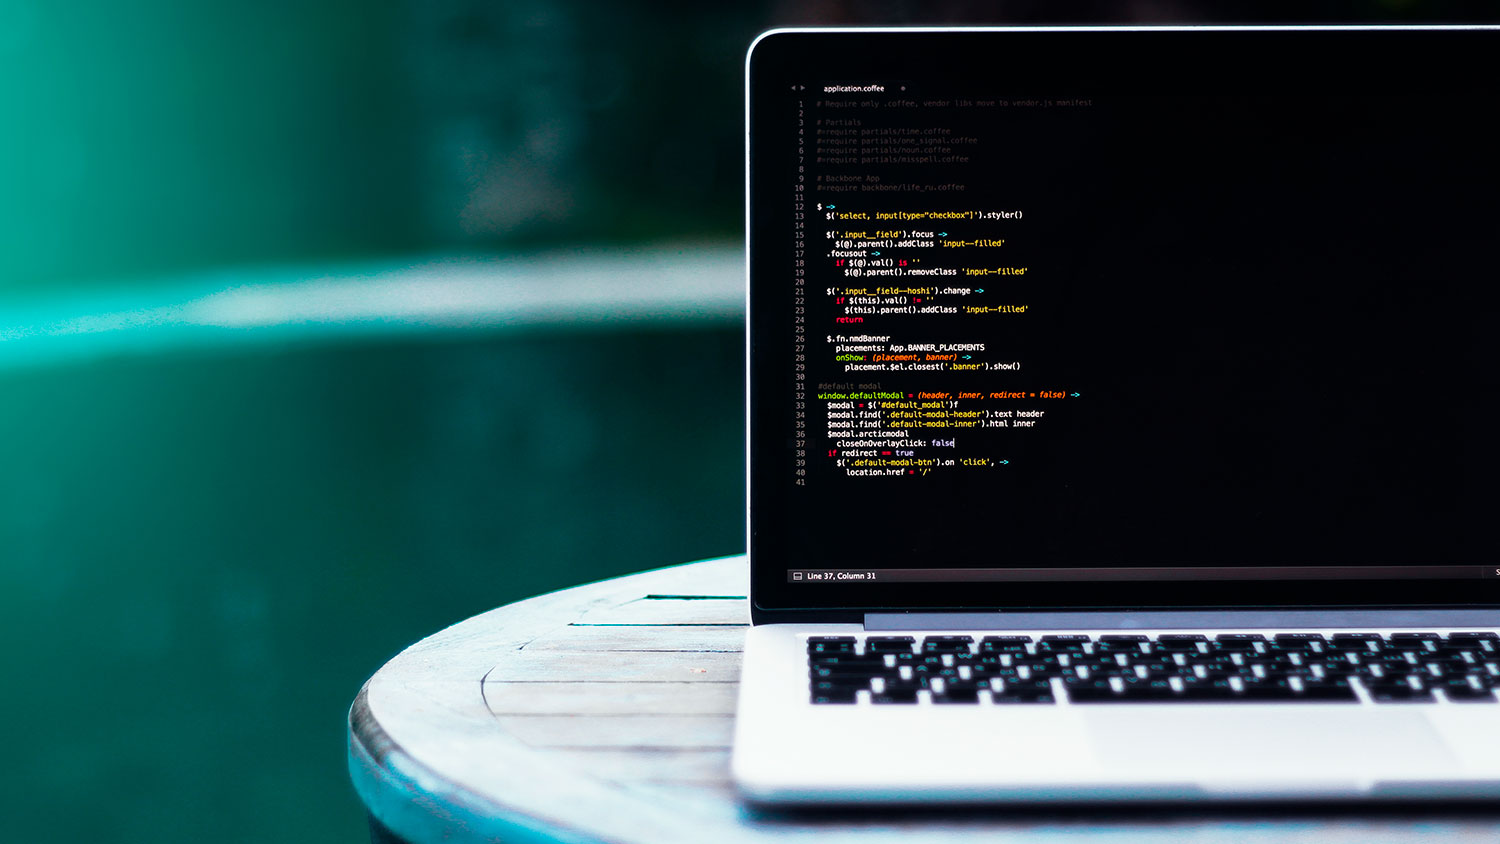 application.coffee
1 # Require only .coffee, vendor libs move to vendor.js manifest
2
3 # Partials
4 #=require partials/time.coffee
5 #=require partials/one_signal.coffee
6 #=require partials/noun.coffee
7 #=require partials/misspell.coffee
8
9 # Backbone App
10 #=require backbone/life_ru.coffee
11
12 $ ->
13 $('select, input[type="checkbox"]').styler()
14
15 $('.input__field').focus ->
16 $(@).parent().addClass 'input--filled'
17 .focusout ->
18 if $(@).val() is ''
19 $(@).parent().removeClass 'input--filled'
20
21 $('.input__field--hoshi').change ->
22 if $(this).val() != ''
23 $(this).parent().addClass 'input--filled'
24 return
25
26 $.fn.nmdBanner
27 placements: App.BANNER_PLACEMENTS
28 onShow: (placement, banner) ->
29 placement.$el.closest('.banner').show()
30
31 #default modal
32 window.defaultModal = (header, inner, redirect = false) ->
33 $modal = $('#default_modal')f
34 $modal.find('.default-modal-header').text header
35 $modal.find('.default-modal-inner').html inner
36 $modal.arcticmodal
37 closeOnOverlayClick: false
38 if redirect == true
39 $('.default-modal-btn').on 'click', ->
40 location.href = '/'
41
Line 37, Column 31